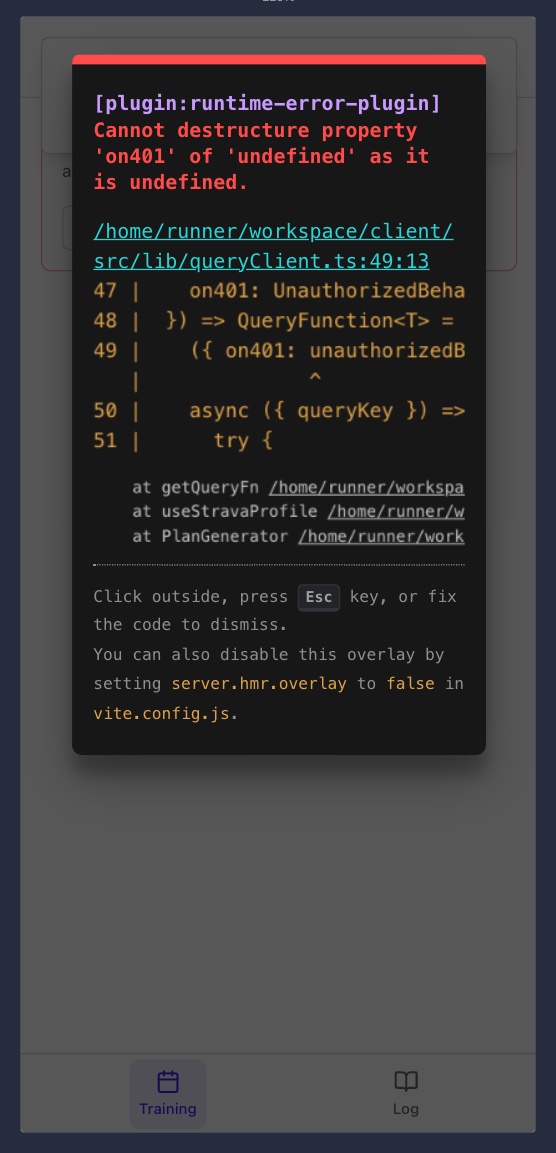 [plugin:runtime-error-plugin]
Cannot destructure property
'on401' of 'undefined' as it
is undefined.
/home/runner/workspace/client/
src/lib/queryClient.ts:49:13
47 |    on401: UnauthorizedBeha
48 |  }) => QueryFunction<T> =
49 |    ({ on401: unauthorizedB
|              ^
50 |    async ({ queryKey }) =>
51 |      try {
at getQueryFn /home/runner/workspa
at useStravaProfile /home/runner/w
at PlanGenerator /home/runner/work
Click outside, press Esc key, or fix
the code to dismiss.
You can also disable this overlay by
setting server.hmr.overlay to false in
vite.config.js.
Training
Log